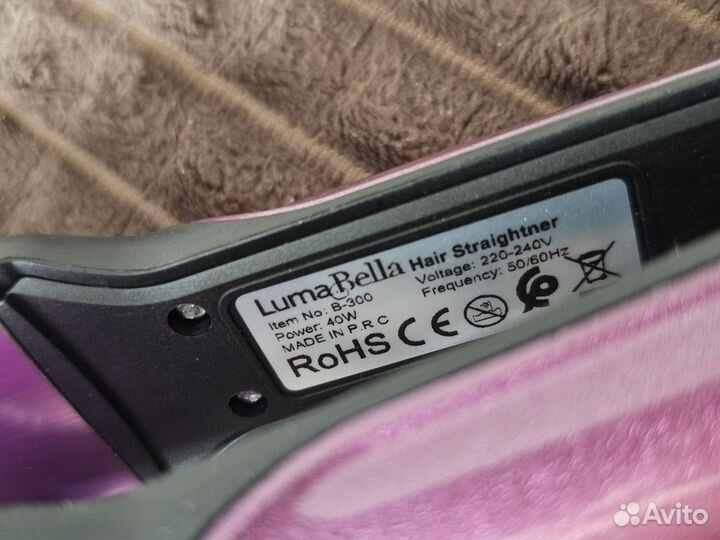 LumaBella Hair Straightner
Item No: B-300
Voltage: 220-240V
Power: 40W
Frequency: 50/60Hz
MADE IN P.R.C
RoHS CE
Avito